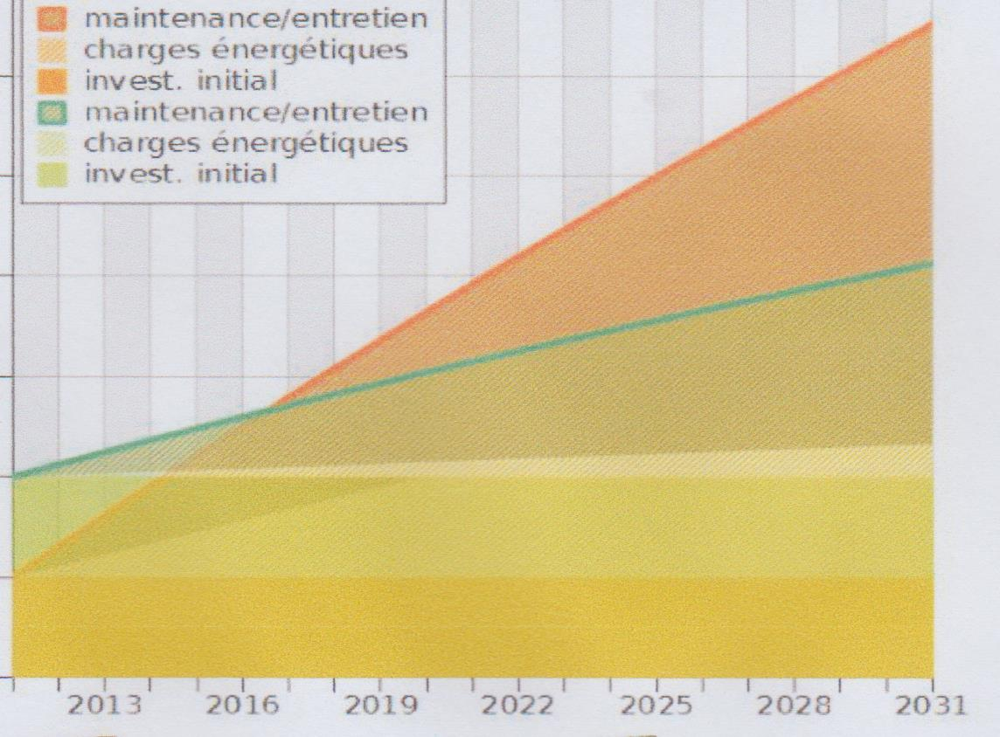 maintenance/entretien
charges énergétiques
invest. initial
maintenance/entretien
charges énergétiques
invest. initial
2013 2016 2019 2022 2025 2028 2031